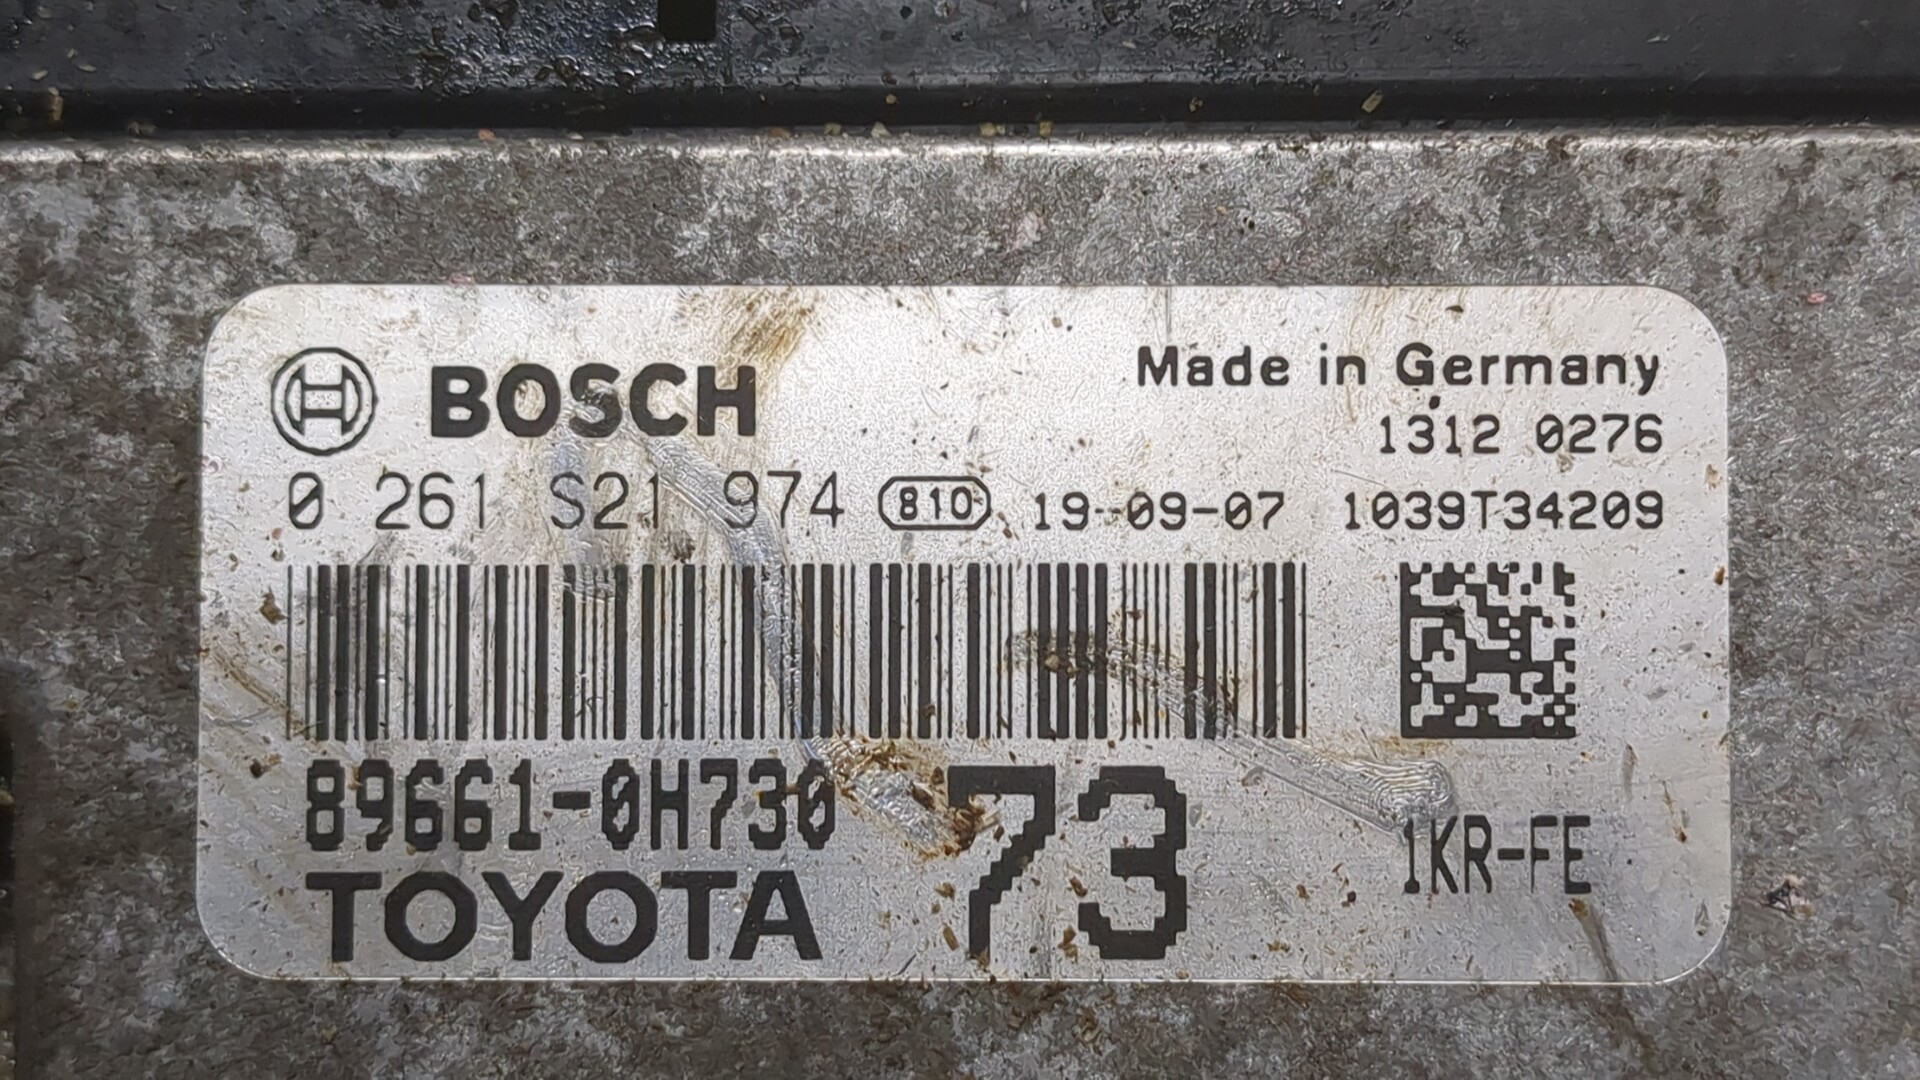 BOSCH
Made in Germany
1312 0276
0 261 S21 974 810 19-09-07 1039T34209
89661-0H730 73 1KR-FE
TOYOTA